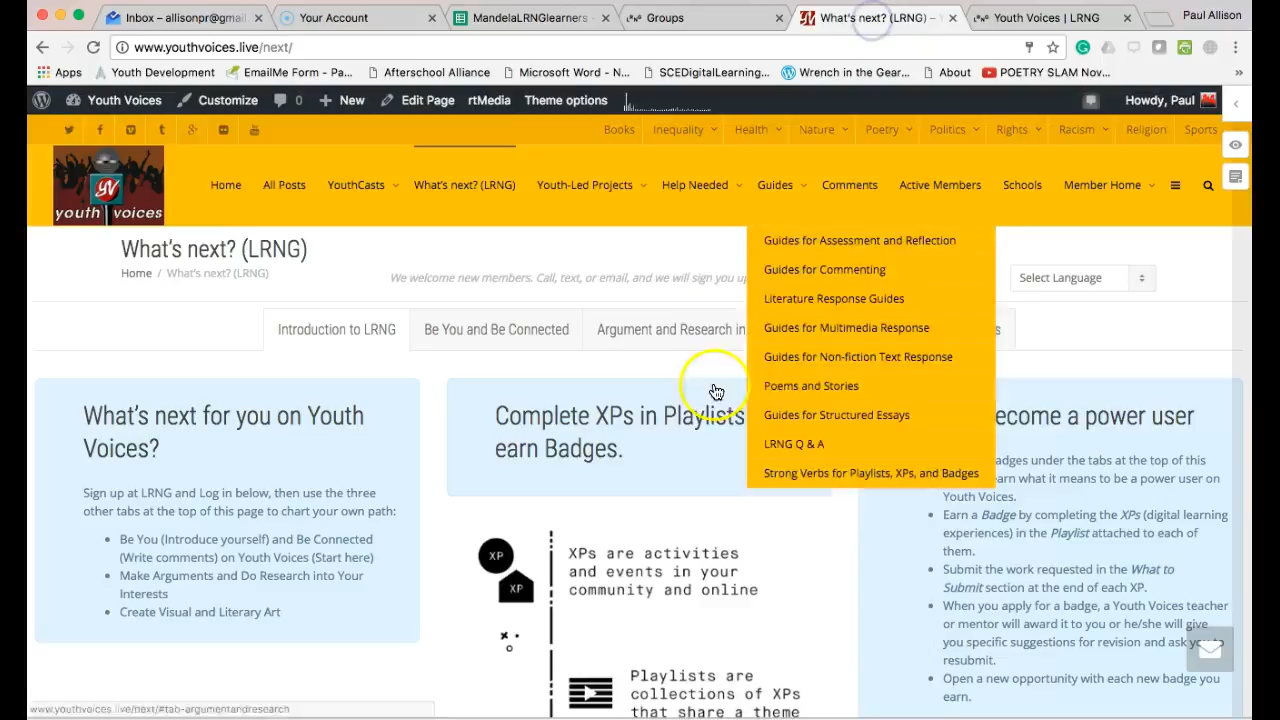 Inbox – allisonpr@gmail
Your Account
MandelaLRNGlearners -
Groups
What's next? (LRNG) – Y
Youth Voices | LRNG
Paul Allison
www.youthvoices.live/next/
Apps
Youth Development
EmailMe Form - Pa...
Afterschool Alliance
Microsoft Word - N...
SCEDigitalLearning...
Wrench in the Gear...
About
POETRY SLAM Nov...
Youth Voices
Customize
0
New
Edit Page
rtMedia
Theme options
Howdy, Paul
Books
Inequality
Health
Nature
Poetry
Politics
Rights
Racism
Religion
Sports
youth voices
Home
All Posts
YouthCasts
What's next? (LRNG)
Youth-Led Projects
Help Needed
Guides
Comments
Active Members
Schools
Member Home
Guides for Assessment and Reflection
Guides for Commenting
Literature Response Guides
Guides for Multimedia Response
Guides for Non-fiction Text Response
Poems and Stories
Guides for Structured Essays
LRNG Q & A
Strong Verbs for Playlists, XPs, and Badges
What's next? (LRNG)
Home / What's next? (LRNG)
We welcome new members. Call, text, or email, and we will sign you up
Select Language
Introduction to LRNG
Be You and Be Connected
Argument and Research in
What's next for you on Youth
Voices?
Sign up at LRNG and Log in below, then use the three
other tabs at the top of this page to chart your own path:
Be You (Introduce yourself) and Be Connected
(Write comments) on Youth Voices (Start here)
Make Arguments and Do Research into Your
Interests
Create Visual and Literary Art
Complete XPs in Playlists
earn Badges.
XP
XP
XPs are activities
and events in your
community and online
Playlists are
collections of XPs
that share a theme
ecome a power user
adges under the tabs at the top of this
earn what it means to be a power user on
Youth Voices.
Earn a Badge by completing the XPs (digital learning
experiences) in the Playlist attached to each of
them.
Submit the work requested in the What to
Submit section at the end of each XP.
When you apply for a badge, a Youth Voices teacher
or mentor will award it to you or he/she will give
you specific suggestions for revision and ask you to
resubmit.
Open a new opportunity with each new badge you
earn.
www.youthvoices.live/next/#tab-argumentandresearch